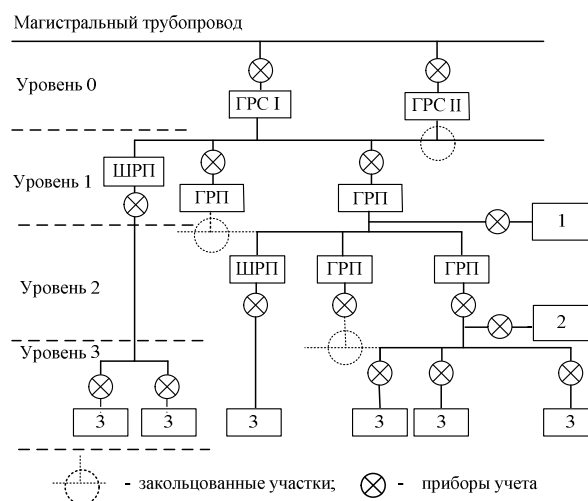 Магистральный трубопровод
Уровень 0
ГРС I
ГРС II
Уровень 1
ШРП
ГРП
ГРП
1
Уровень 2
ШРП
ГРП
ГРП
2
Уровень 3
3
3
3
3
3
3
- закольцованные участки;
- приборы учета